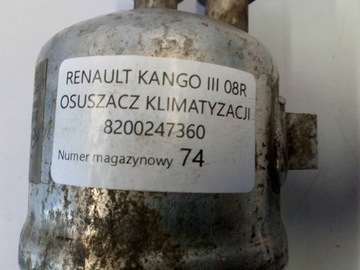 RENAULT KANGO III 08R
OSUSZACZ KLIMATYZACJI
8200247360
Numer magazynowy 74